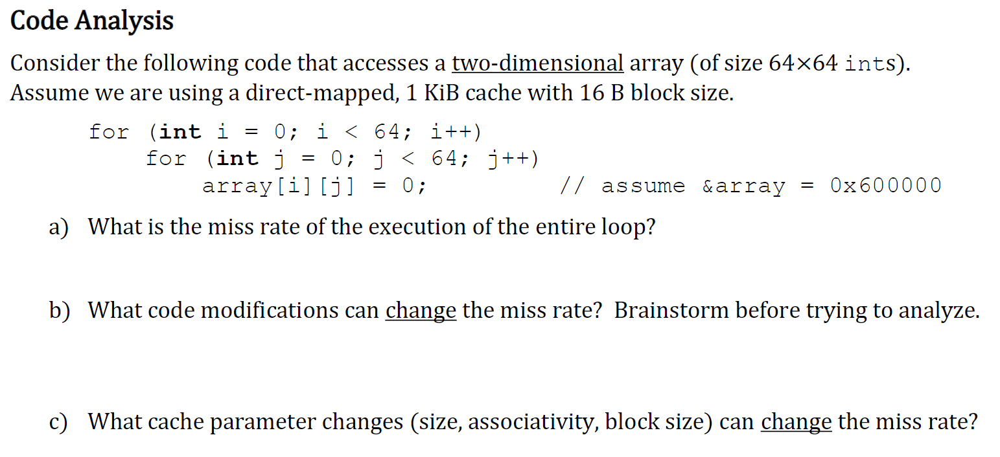 Code Analysis
Consider the following code that accesses a two-dimensional array (of size 64×64 ints).
Assume we are using a direct-mapped, 1 KiB cache with 16 B block size.
for (int i = 0; i < 64; i++)
for (int j = 0; j < 64; j++)
array[i][j] = 0; // assume &array = 0x600000
a) What is the miss rate of the execution of the entire loop?
b) What code modifications can change the miss rate? Brainstorm before trying to analyze.
c) What cache parameter changes (size, associativity, block size) can change the miss rate?